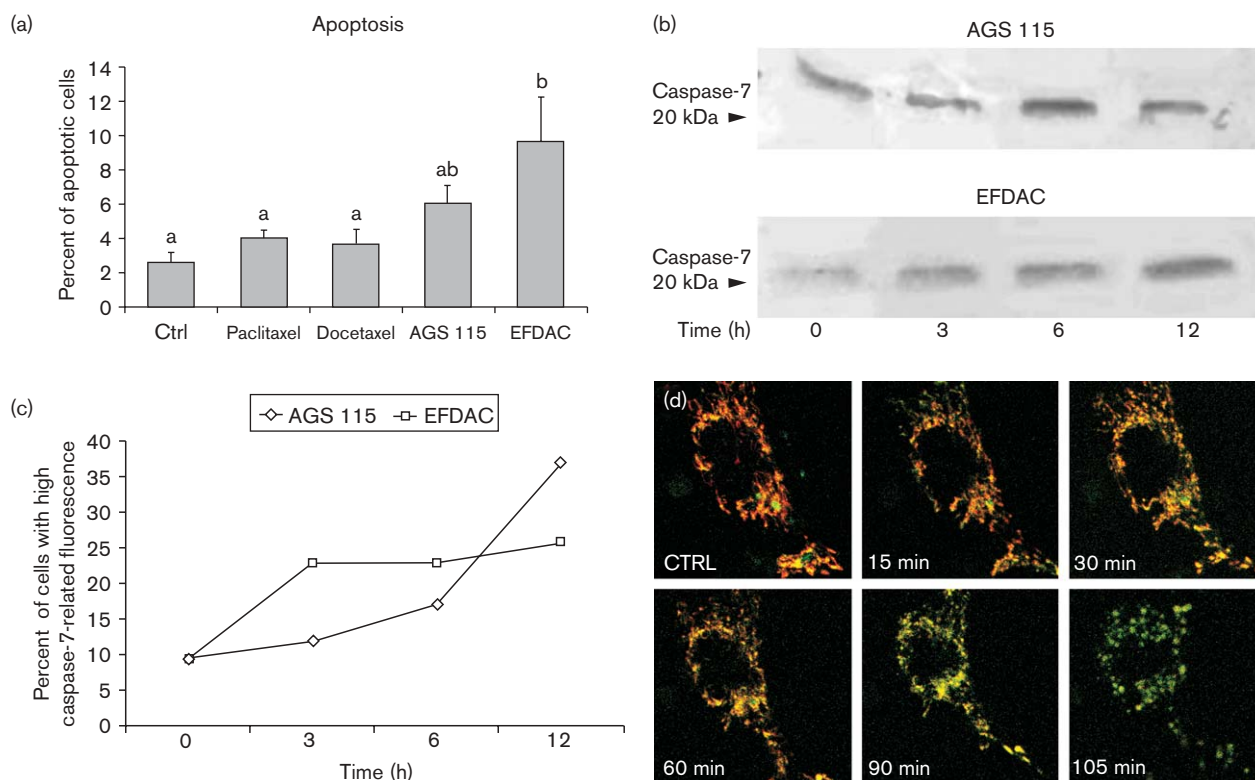 (a)
Apoptosis
Percent of apoptotic cells
14
12
10
8
6
4
2
0
a
a
a
ab
b
Ctrl
Paclitaxel
Docetaxel
AGS 115
EFDAC
(b)
AGS 115
Caspase-7
20 kDa ►
EFDAC
Caspase-7
20 kDa ►
Time (h)
0
3
6
12
(c)
AGS 115
EFDAC
Percent of cells with high
caspase-7-related fluorescence
40
35
30
25
20
15
10
5
0
0
3
6
12
Time (h)
(d)
CTRL
15 min
30 min
60 min
90 min
105 min